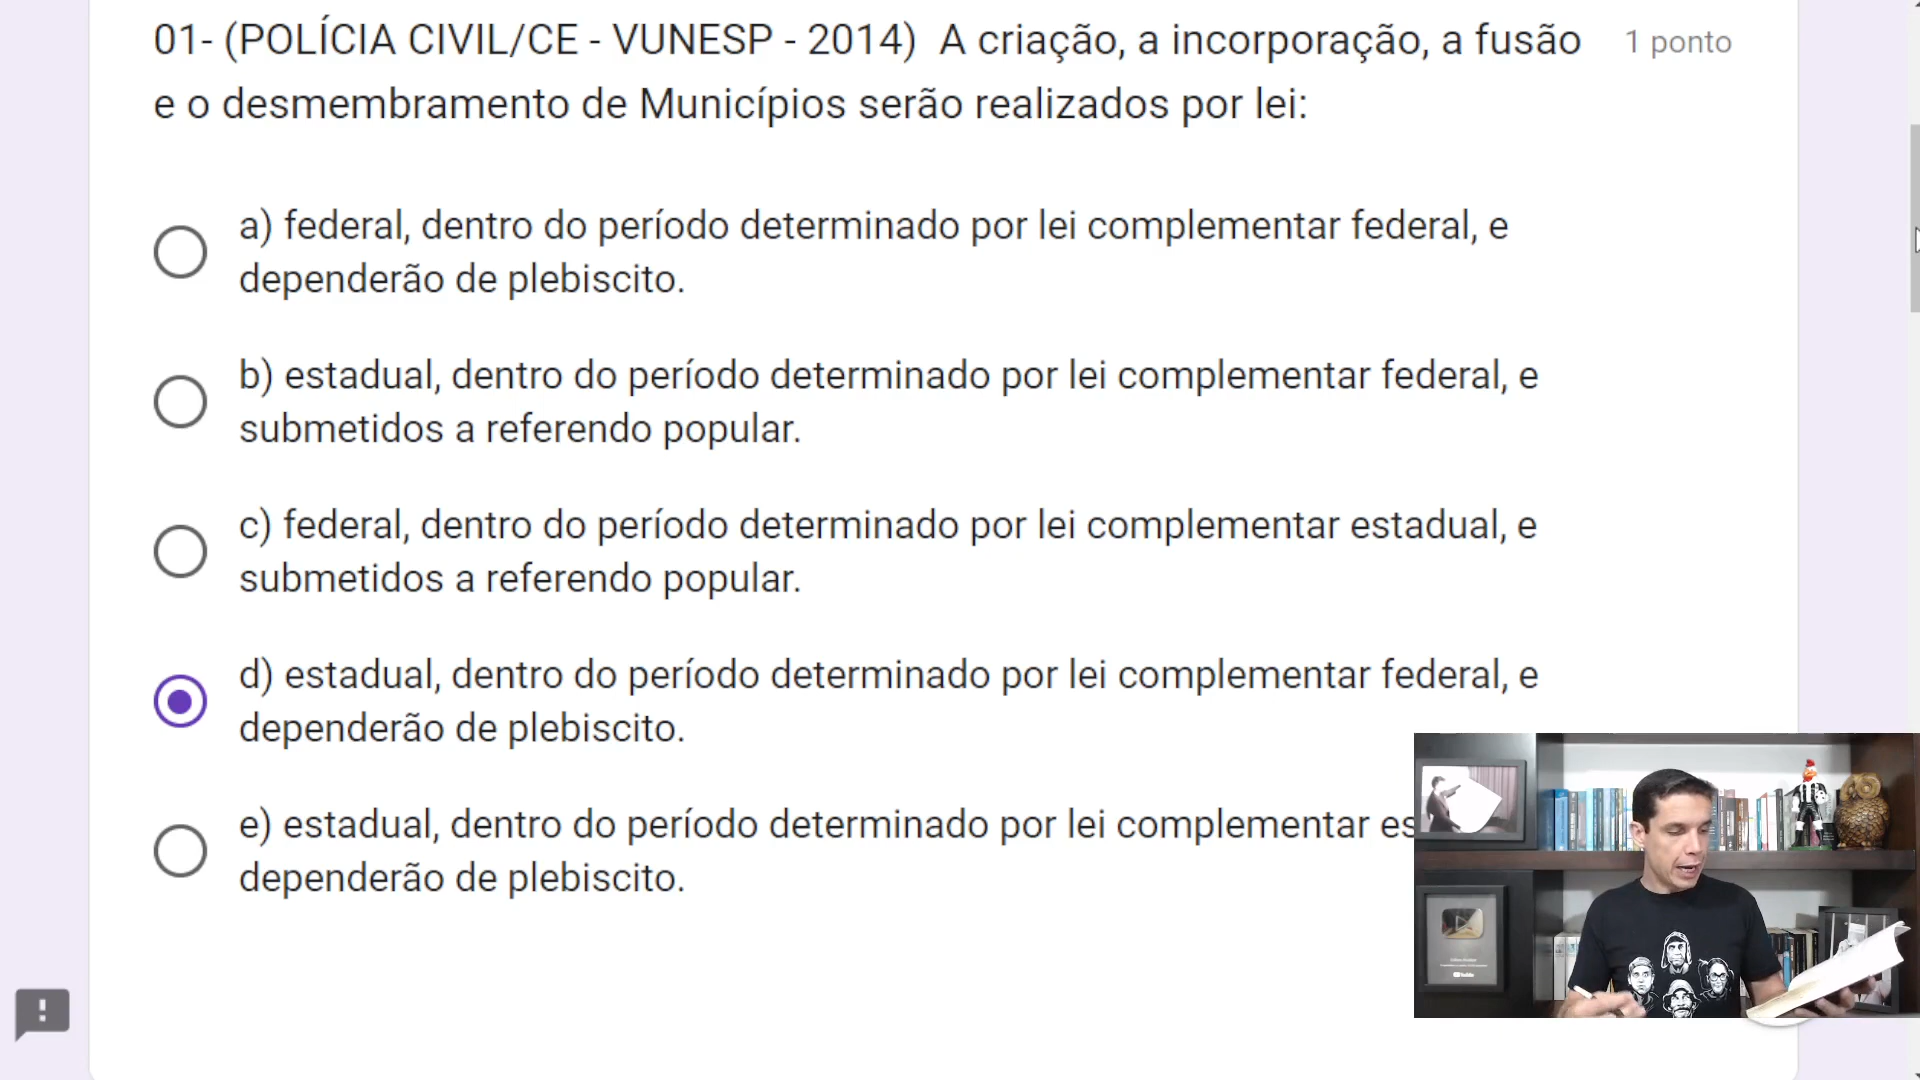 01- (POLÍCIA CIVIL/CE - VUNESP - 2014)  A criação, a incorporação, a fusão
1 ponto
e o desmembramento de Municípios serão realizados por lei:
a) federal, dentro do período determinado por lei complementar federal, e
dependerão de plebiscito.
b) estadual, dentro do período determinado por lei complementar federal, e
submetidos a referendo popular.
c) federal, dentro do período determinado por lei complementar estadual, e
submetidos a referendo popular.
d) estadual, dentro do período determinado por lei complementar federal, e
dependerão de plebiscito.
e) estadual, dentro do período determinado por lei complementar es
dependerão de plebiscito.